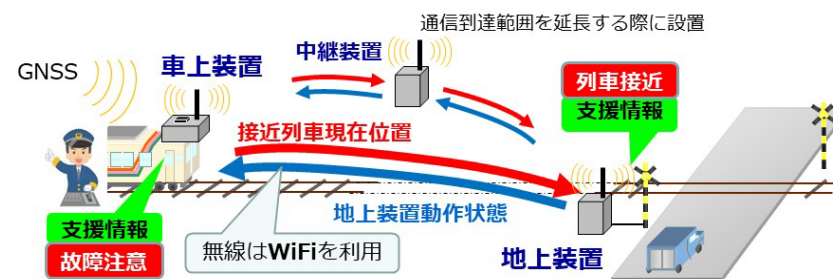 通信到達範囲を延長する際に設置
中継装置
GNSS
車上装置
列車接近
支援情報
接近列車現在位置
地上装置動作状態
支援情報
故障注意
無線はWiFiを利用
地上装置